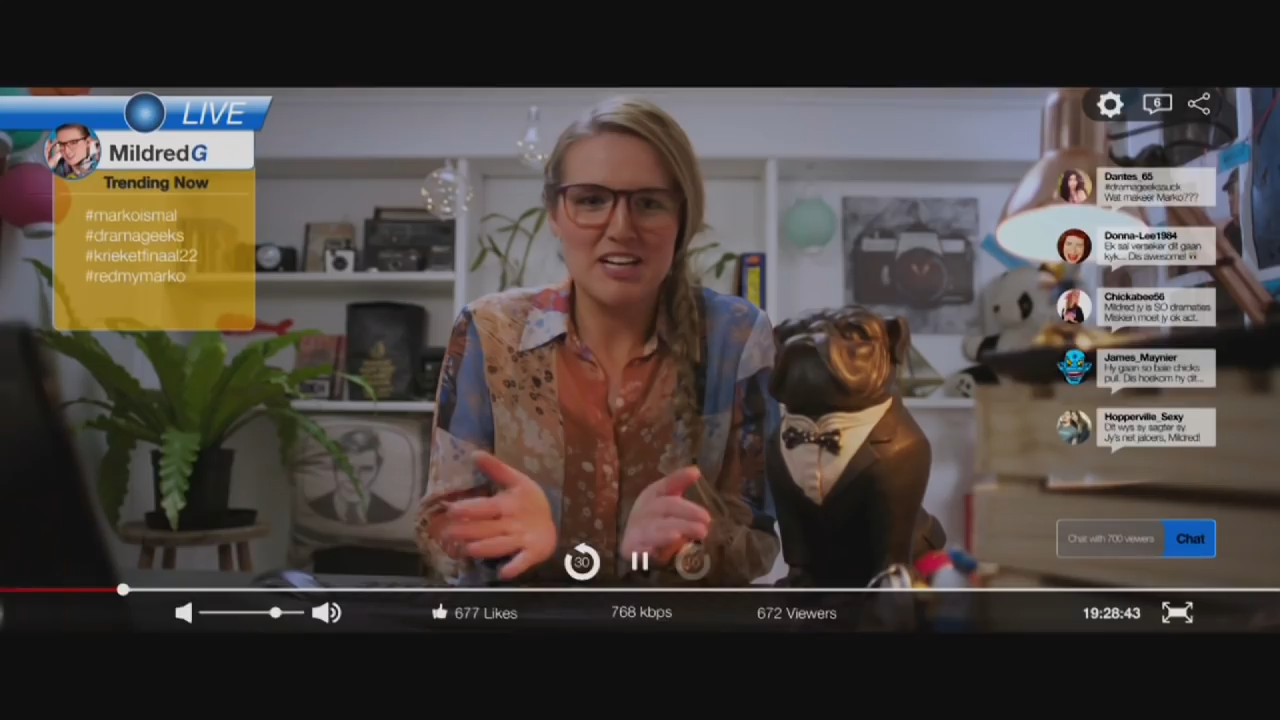 LIVE
MildredG
Trending Now
#markoismal
#dramageeks
#krieketfinaal22
#redmymarko
6
Dantes_65
#dramageekssuck
Wat makeer Marko???
Donna-Lee1984
Ek sal verseker dit gaan
kyk... Dis awesome!
Chickabee56
Mildred jy is SO dramaties
Miskien moet jy ok act.
James_Maynier
Hy gaan so baie chicks
pull. Dis hoekom hy dit...
Hopperville_Sexy
Dit wys sy sagter sy
Jy's net jaloers, Mildred!
Chat with 700 viewers
Chat
30
677 Likes
768 kbps
672 Viewers
19:28:43